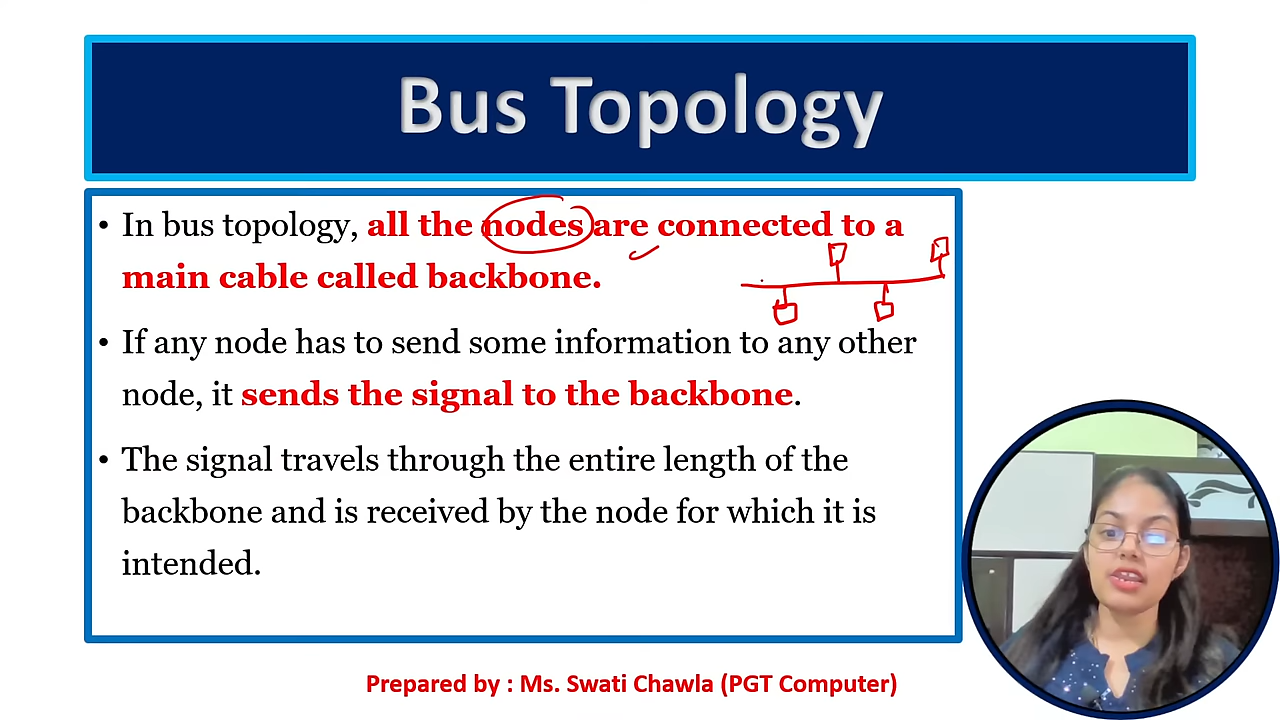 Bus Topology
• In bus topology, all the nodes are connected to a
main cable called backbone.
• If any node has to send some information to any other
node, it sends the signal to the backbone.
• The signal travels through the entire length of the
backbone and is received by the node for which it is
intended.
Prepared by : Ms. Swati Chawla (PGT Computer)